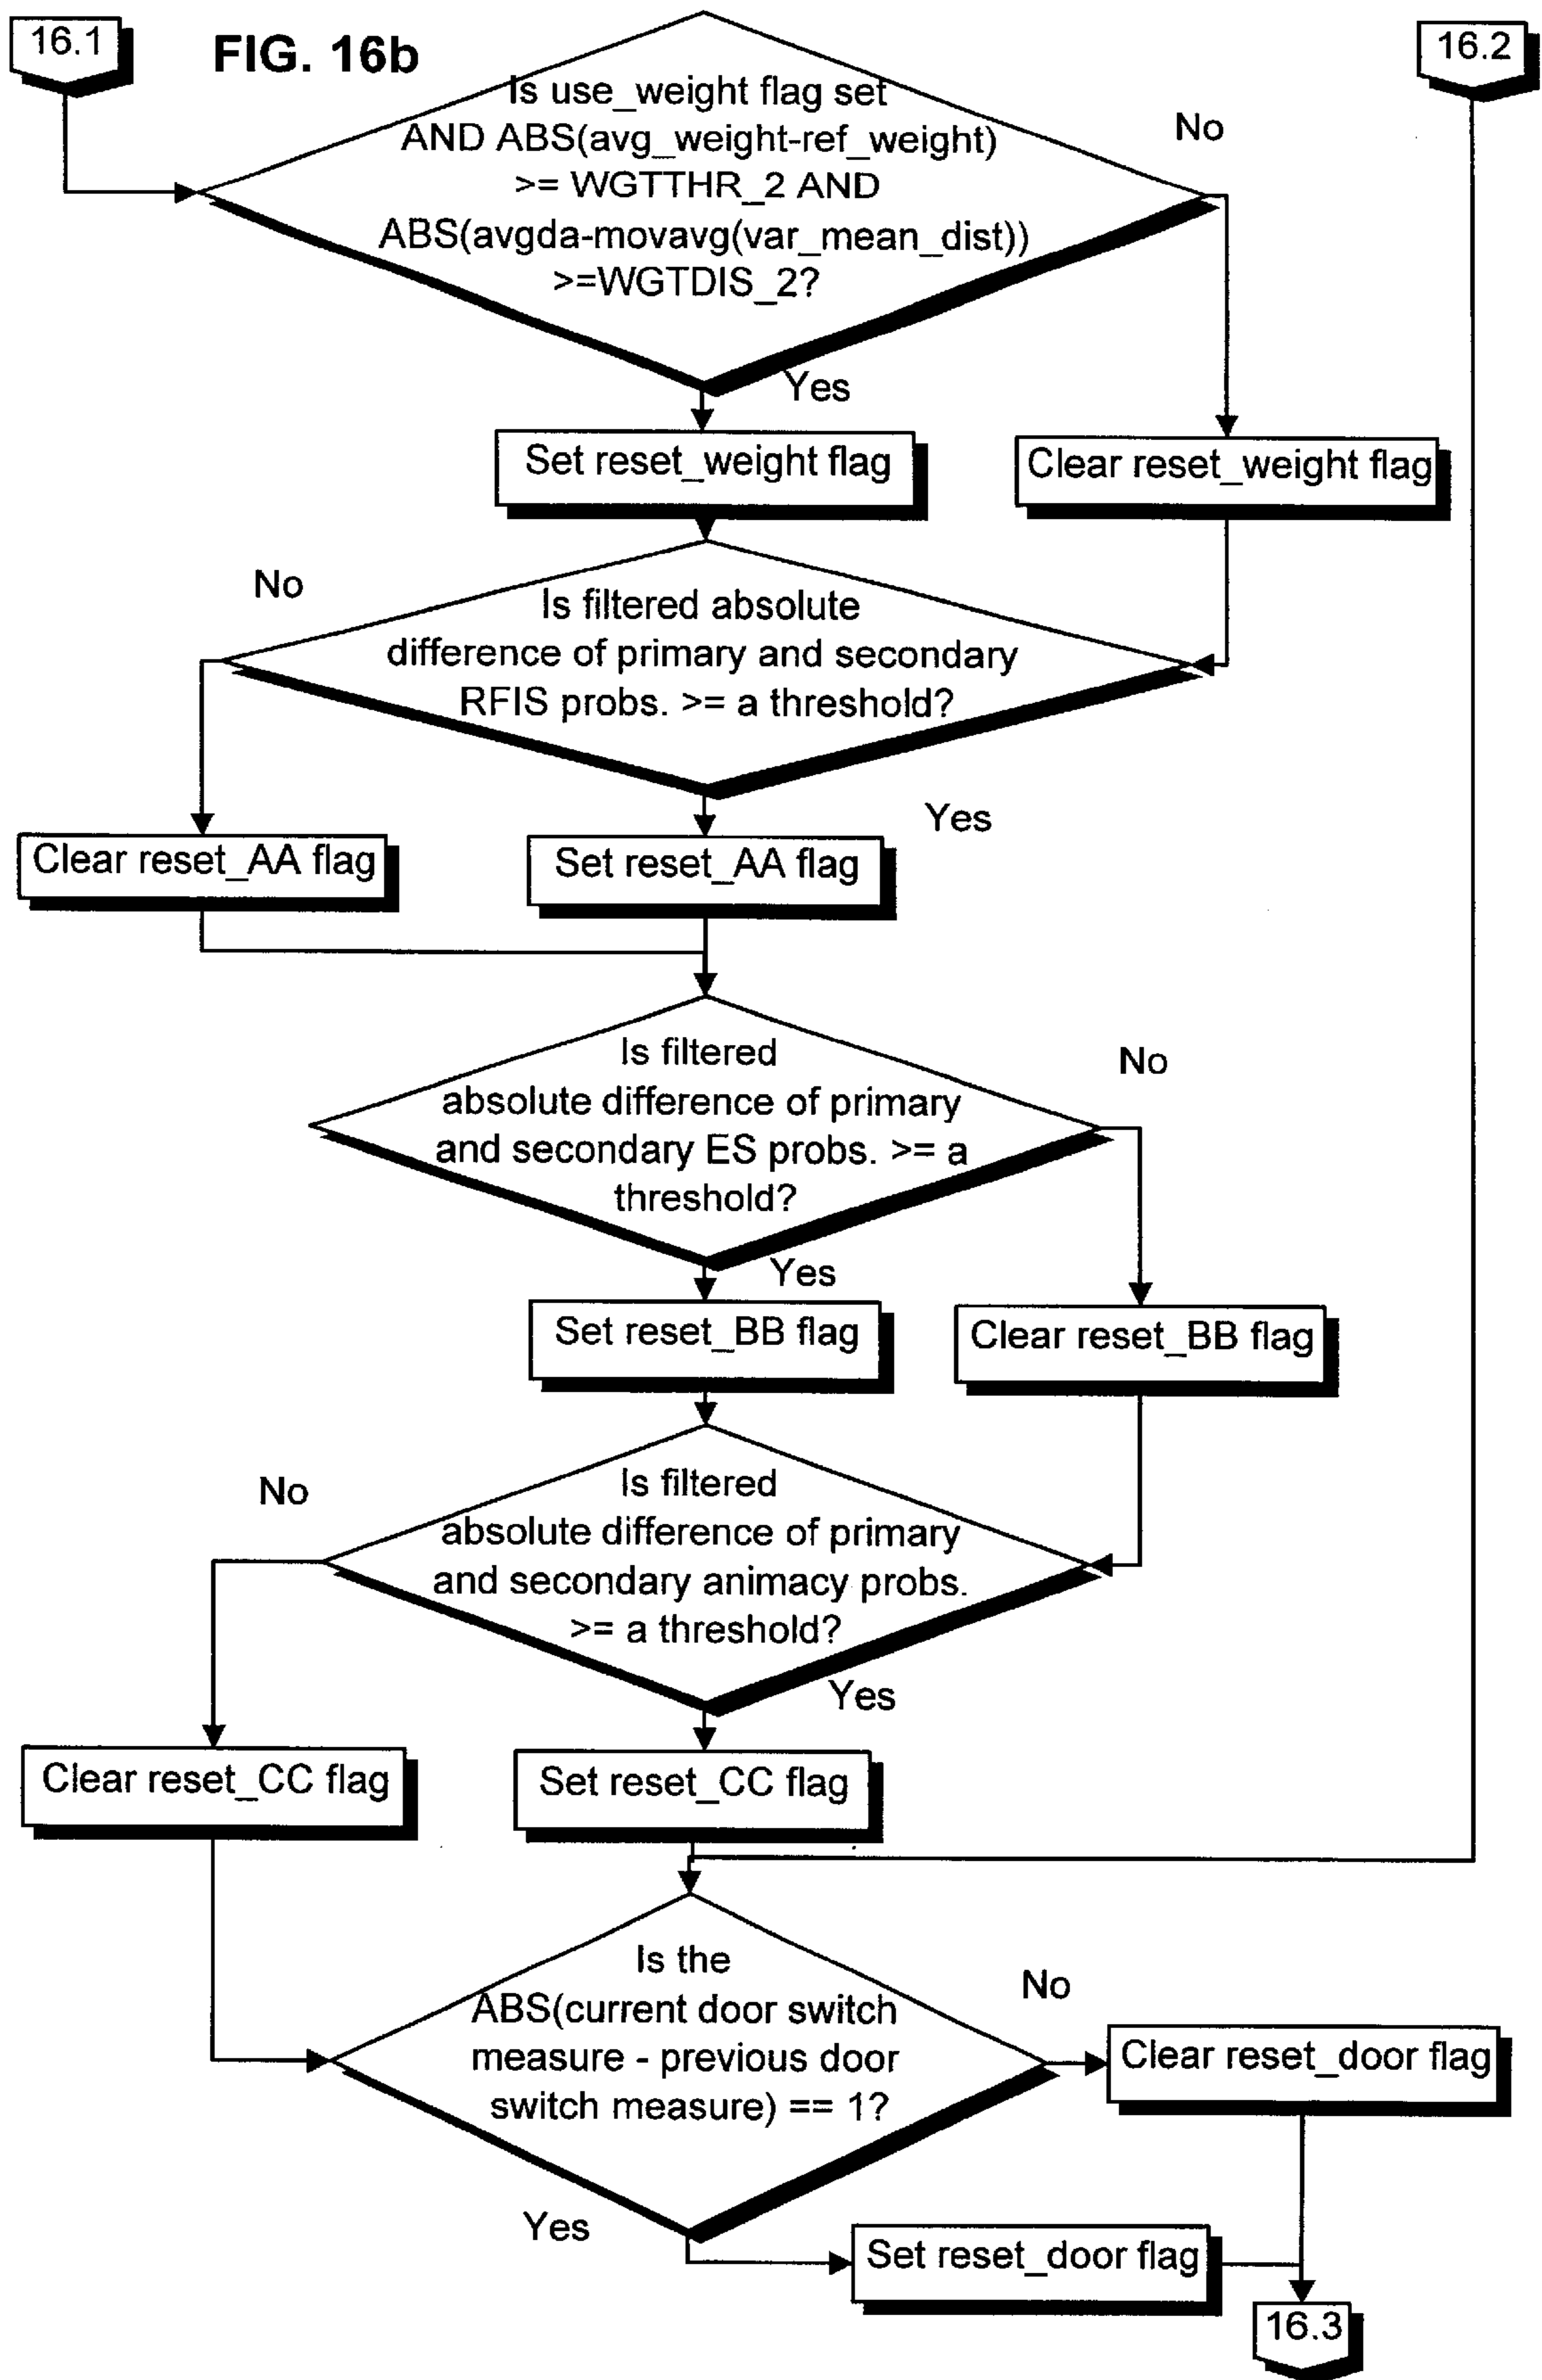 16.1
FIG. 16b
16.2
Is use_weight flag set
AND ABS(avg_weight-ref_weight)
>= WGTTHR_2 AND
ABS(avgda-movavg(var_mean_dist))
>=WGTDIS_2?
No
Yes
Set reset_weight flag
Clear reset_weight flag
No
Is filtered absolute
difference of primary and secondary
RFIS probs. >= a threshold?
Yes
Clear reset_AA flag
Set reset_AA flag
Is filtered
absolute difference of primary
and secondary ES probs. >= a
threshold?
No
Yes
Set reset_BB flag
Clear reset_BB flag
No
Is filtered
absolute difference of primary
and secondary animacy probs.
>= a threshold?
Yes
Clear reset_CC flag
Set reset_CC flag
Is the
ABS(current door switch
measure - previous door
switch measure) == 1?
No
Clear reset_door flag
Yes
Set reset_door flag
16.3